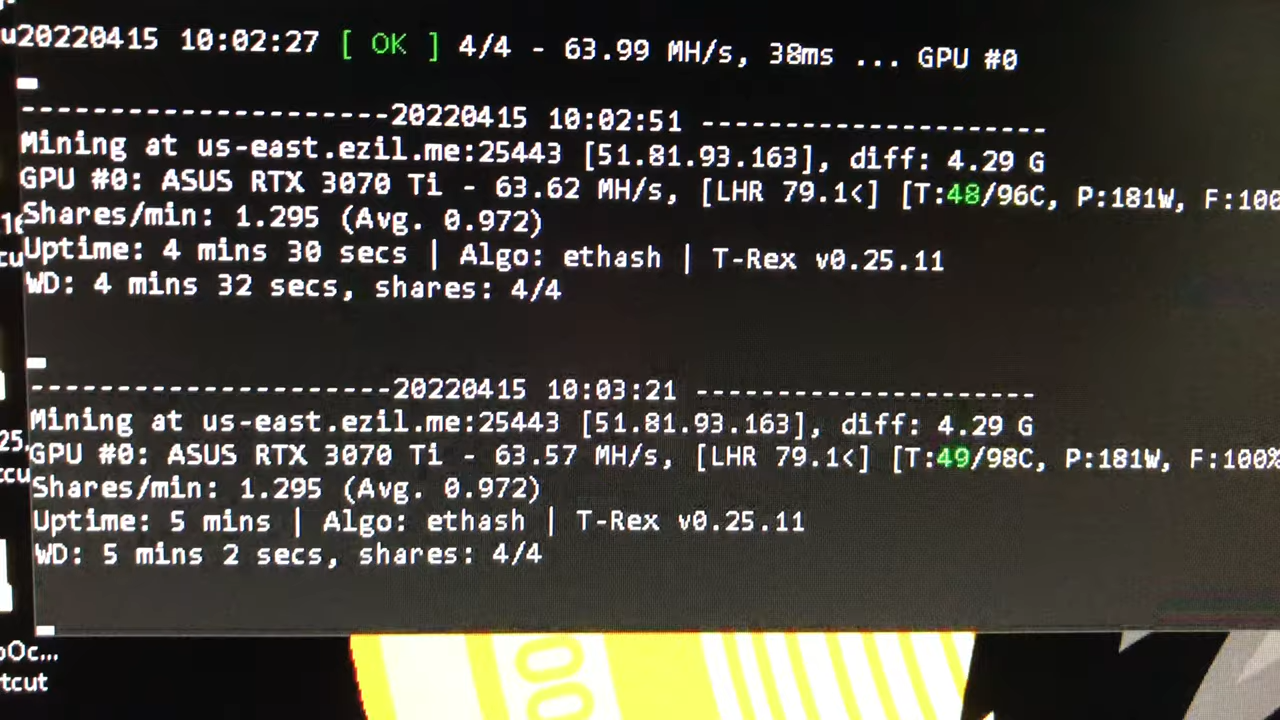 u20220415 10:02:27 [ OK ] 4/4 - 63.99 MH/s, 38ms ... GPU #0
---------------------20220415 10:02:51 ---------------------
Mining at us-east.ezil.me:25443 [51.81.93.163], diff: 4.29 G
GPU #0: ASUS RTX 3070 Ti - 63.62 MH/s, [LHR 79.1<] [T:48/96C, P:181W, F:100
Shares/min: 1.295 (Avg. 0.972)
Uptime: 4 mins 30 secs | Algo: ethash | T-Rex v0.25.11
WD: 4 mins 32 secs, shares: 4/4
---------------------20220415 10:03:21 ---------------------
Mining at us-east.ezil.me:25443 [51.81.93.163], diff: 4.29 G
GPU #0: ASUS RTX 3070 Ti - 63.57 MH/s, [LHR 79.1<] [T:49/98C, P:181W, F:100%
Shares/min: 1.295 (Avg. 0.972)
Uptime: 5 mins | Algo: ethash | T-Rex v0.25.11
WD: 5 mins 2 secs, shares: 4/4
25,
ccu
oOc...
tcut
00